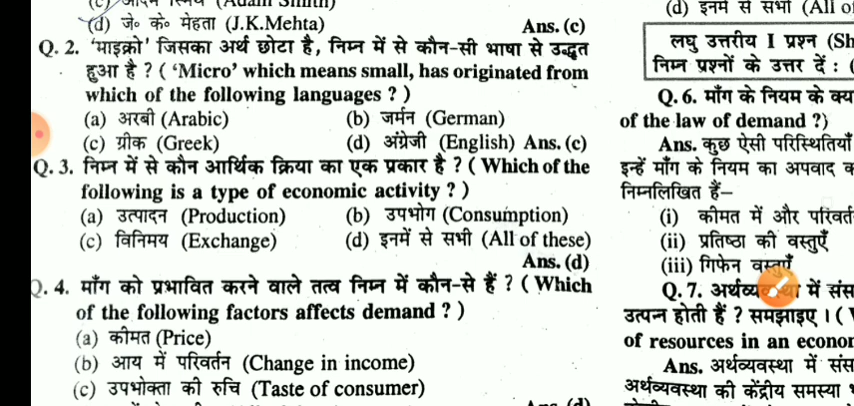 (d) जे० के० मेहता (J.K.Mehta) Ans. (c)
Q. 2. 'माइक्रो' जिसका अर्थ छोटा है, निम्न में से कौन-सी भाषा से उद्धृत
हुआ है ? ( 'Micro' which means small, has originated from
which of the following languages ? )
(a) अरबी (Arabic) (b) जर्मन (German)
(c) ग्रीक (Greek) (d) अंग्रेजी (English) Ans. (c)
Q. 3. निम्न में से कौन आर्थिक क्रिया का एक प्रकार है ? ( Which of the
following is a type of economic activity ? )
(a) उत्पादन (Production) (b) उपभोग (Consumption)
(c) विनिमय (Exchange) (d) इनमें से सभी (All of these)
Ans. (d)
Q. 4. माँग को प्रभावित करने वाले तत्व निम्न में कौन-से हैं ? ( Which
of the following factors affects demand ? )
(a) कीमत (Price)
(b) आय में परिवर्तन (Change in income)
(c) उपभोक्ता की रुचि (Taste of consumer)
(d) इनमें से सभी (All o
लघु उत्तरीय I प्रश्न (Sh
निम्न प्रश्नों के उत्तर दें : (
Q. 6. माँग के नियम के
of the law of demand ?)
Ans. कुछ ऐसी परिस्थितियाँ
इन्हें माँग के नियम का अपवाद
निम्नलिखित हैं–
(i) कीमत में और
(ii) प्रतिष्ठा की वस्तुएँ
(iii) गिफेन वस्तुएँ
Q. 7. में
उत्पन्न होती हैं ? समझाइए । (
of resources in an econor
Ans. अर्थव्यवस्था में
अर्थव्यवस्था की केंद्रीय समस्या